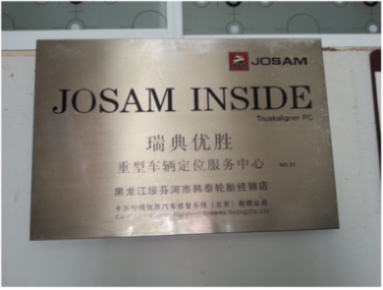 JOSAM
JOSAM INSIDE
Truckaligner PC
瑞典优胜
重型车辆定位服务中心
黑龙江绥芬河市韩泰轮胎经销店